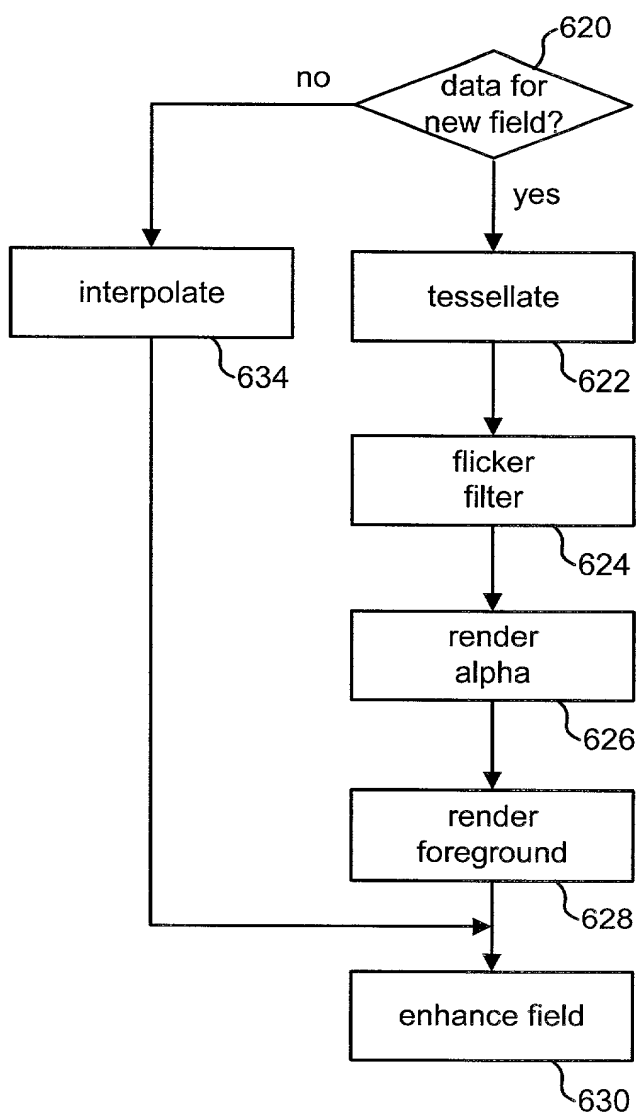 620
data for
new field?
no
yes
interpolate
634
tessellate
622
flicker
filter
624
render
alpha
626
render
foreground
628
enhance field
630